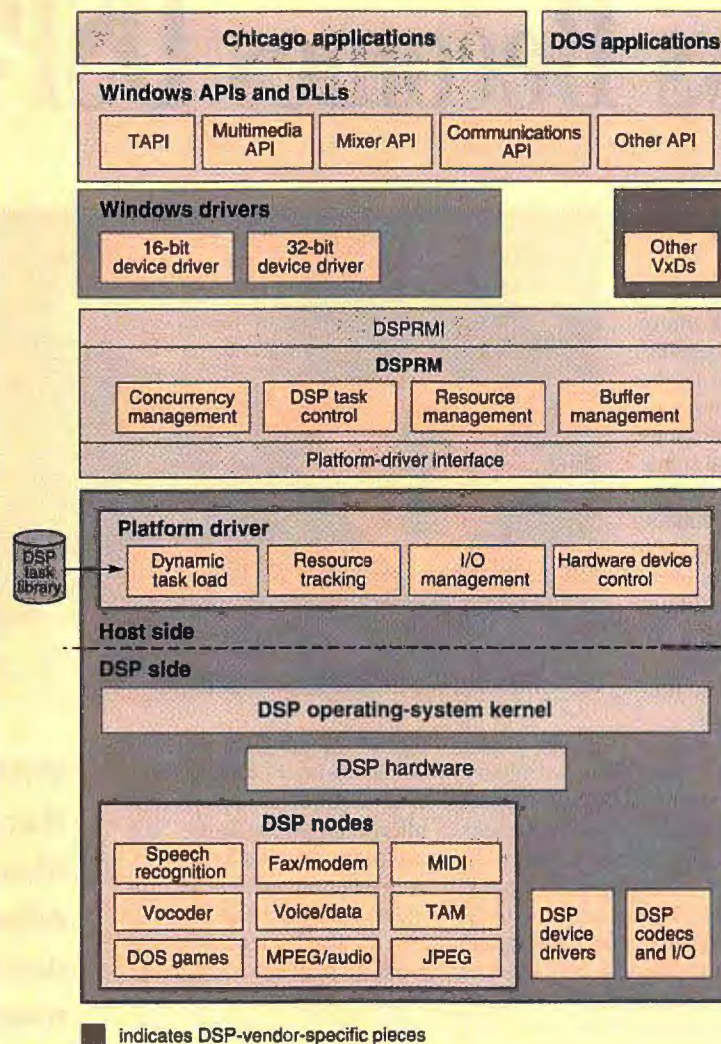 Chicago applications
DOS applications
Windows APIs and DLLs
TAPI
Multimedia
API
Mixer API
Communications
API
Other API
Windows drivers
16-bit
device driver
32-bit
device driver
Other
VxDs
DSPRMI
DSPRM
Concurrency
management
DSP task
control
Resource
management
Buffer
management
Platform-driver interface
Platform driver
DSP
task
library
Dynamic
task load
Resource
tracking
I/O
management
Hardware device
control
Host side
DSP side
DSP operating-system kernel
DSP hardware
DSP nodes
Speech
recognition
Fax/modem
MIDI
Vocoder
Voice/data
TAM
DOS games
MPEG/audio
JPEG
DSP
device
drivers
DSP
codecs
and I/O
indicates DSP-vendor-specific pieces